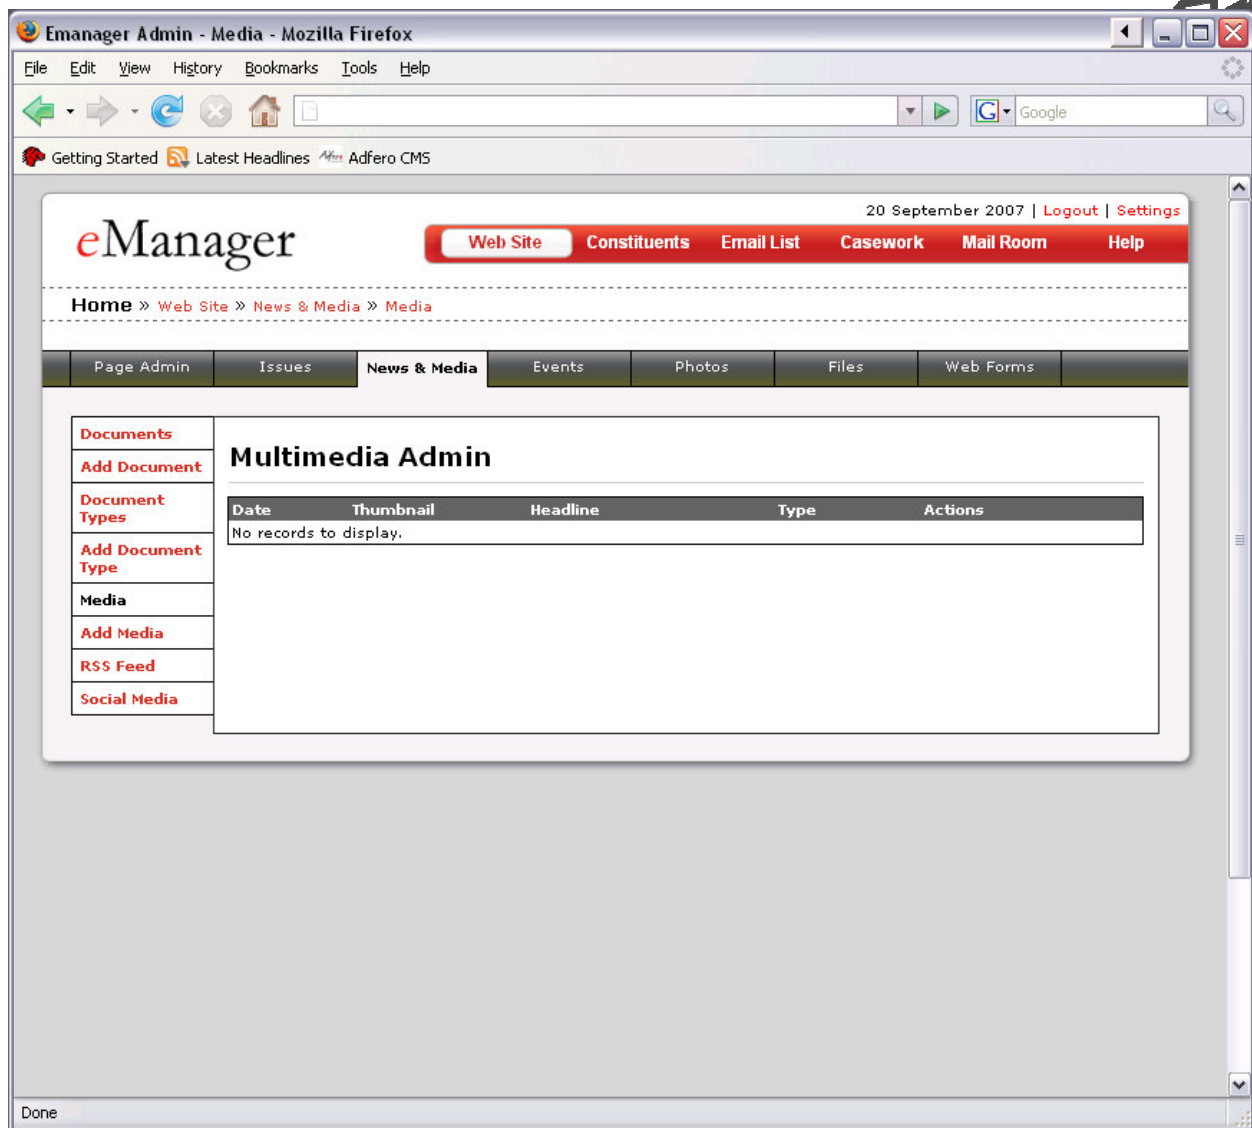 Emanager Admin - Media - Mozilla Firefox
File Edit View History Bookmarks Tools Help
G Google
Getting Started Latest Headlines Adfero Adfero CMS
20 September 2007 | Logout | Settings
eManager
Web Site Constituents Email List Casework Mail Room Help
Home » Web Site » News & Media » Media
Page Admin Issues News & Media Events Photos Files Web Forms
Documents
Add Document
Document
Types
Add Document
Type
Media
Add Media
RSS Feed
Social Media
Multimedia Admin
Date Thumbnail Headline Type Actions
No records to display.
Done